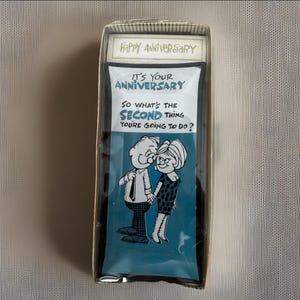 HAPPY ANNIVERSARY
IT'S YOUR
ANNIVERSARY
SO WHAT'S THE
SECOND THING
YOU'RE GOING TO DO?